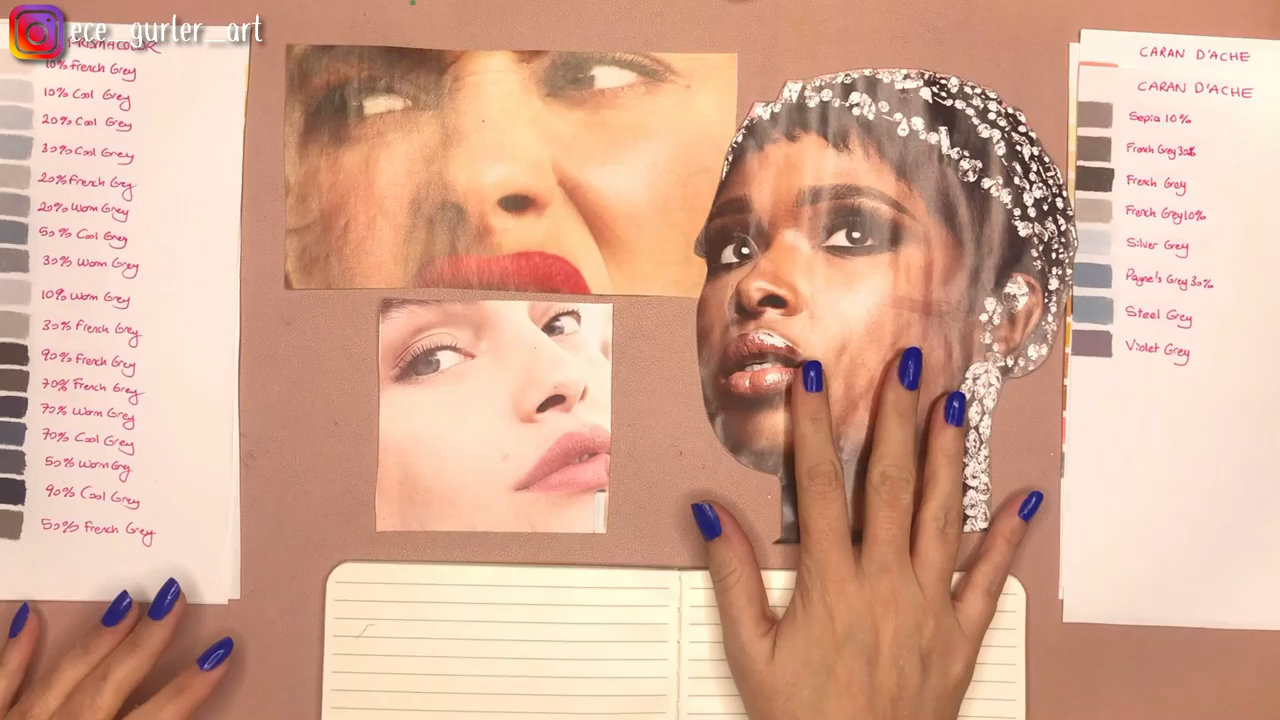 ece_gurler_art
PRISMACOLOR
10% French Grey
10% Cool Grey
20% Cool Grey
30% Cool Grey
20% French Grey
20% Warm Grey
50% Cool Grey
30% Warm Grey
10% Warm Grey
30% French Grey
90% French Grey
70% French Grey
70% Warm Grey
70% Cool Grey
50% Warm Grey
90% Cool Grey
50% French Grey
CARAN D'ACHE
CARAN D'ACHE
Sepia 10%
French Grey 30%
French Grey
French Grey 10%
Silver Grey
Payne's Grey 30%
Steel Grey
Violet Grey